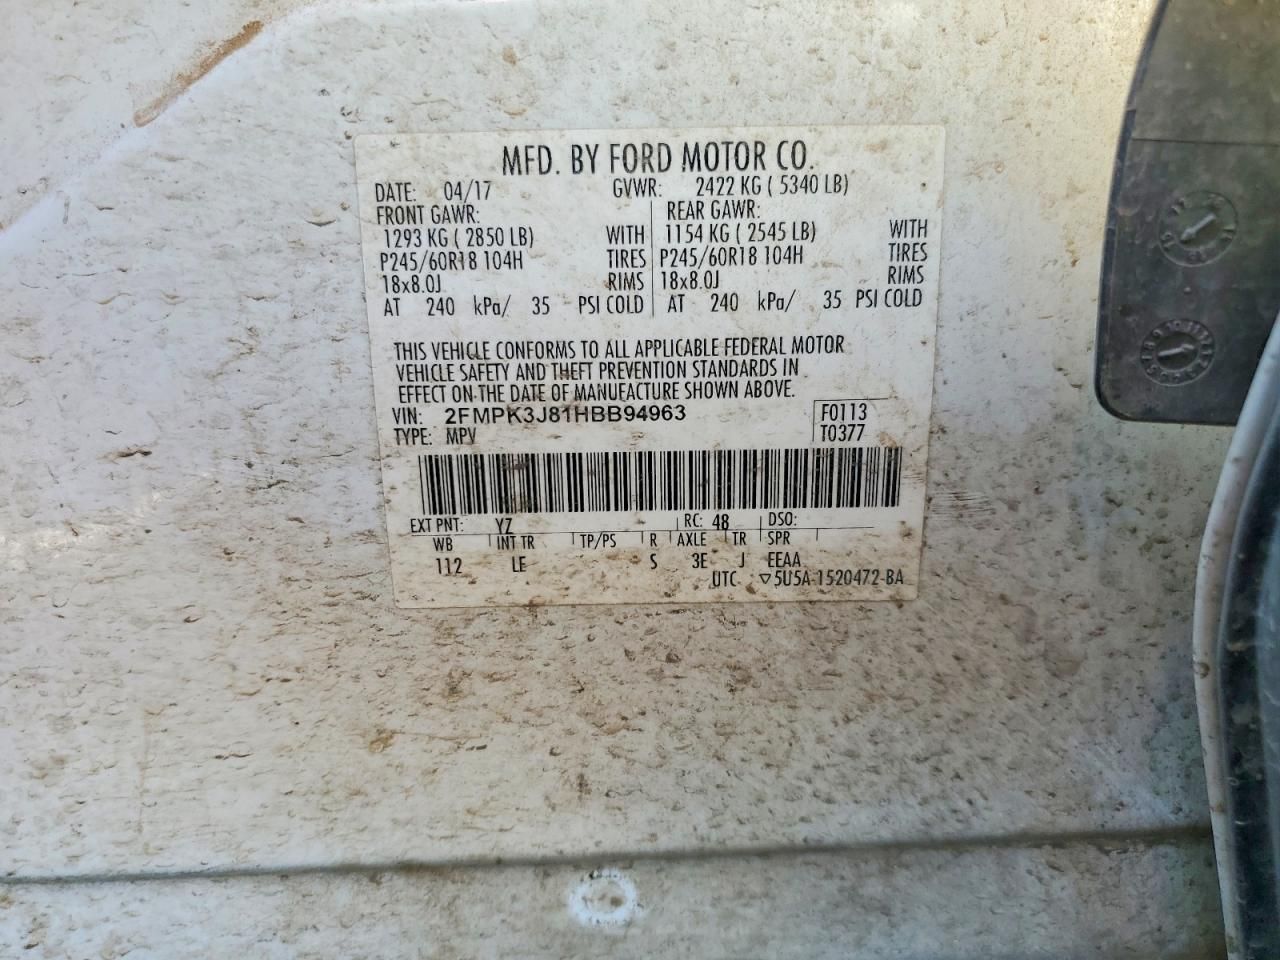 MFD. BY FORD MOTOR CO.
DATE: 04/17 GVWR: 2422 KG ( 5340 LB)
FRONT GAWR: REAR GAWR:
1293 KG ( 2850 LB) WITH 1154 KG ( 2545 LB) WITH
P245/60R18 104H TIRES P245/60R18 104H TIRES
18x8.0J RIMS 18x8.0J RIMS
AT 240 kPa/ 35 PSI COLD AT 240 kPa/ 35 PSI COLD
THIS VEHICLE CONFORMS TO ALL APPLICABLE FEDERAL MOTOR
VEHICLE SAFETY AND THEFT PREVENTION STANDARDS IN
EFFECT ON THE DATE OF MANUFACTURE SHOWN ABOVE.
VIN: 2FMPK3J81HBB94963 F0113
TYPE: MPV T0377
EXT PNT: YZ RC: 48 DSO:
WB INT TR TP/PS R AXLE TR SPR
112 LE S 3E J EEAA
UTC ▽5U5A-1520472-BA